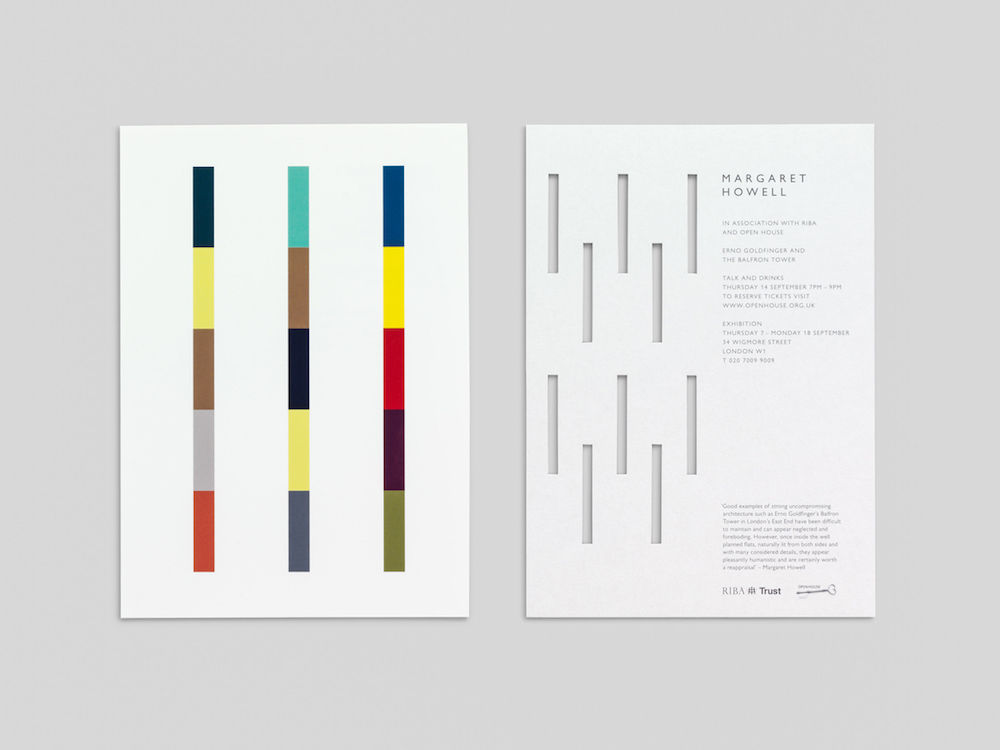 MARGARET
HOWELL
IN ASSOCIATION WITH RIBA
AND OPEN HOUSE
ERNO GOLDFINGER AND
THE BALFRON TOWER
TALK AND DRINKS
THURSDAY 14 SEPTEMBER 7PM – 9PM
TO RESERVE TICKETS VISIT
WWW.OPENHOUSE.ORG.UK
EXHIBITION
THURSDAY 7 – MONDAY 18 SEPTEMBER
34 WIGMORE STREET
LONDON W1
T 020 7009 9009
'Good examples of strong uncompromising
architecture such as Erno Goldfinger's Balfron
Tower in London's East End have been difficult
to maintain and can appear neglected and
foreboding. However, once inside the well
planned flats, naturally lit from both sides and
with many considered details, they appear
pleasantly humanistic and are certainly worth
a reappraisal' – Margaret Howell
RIBA Trust
OPEN HOUSE